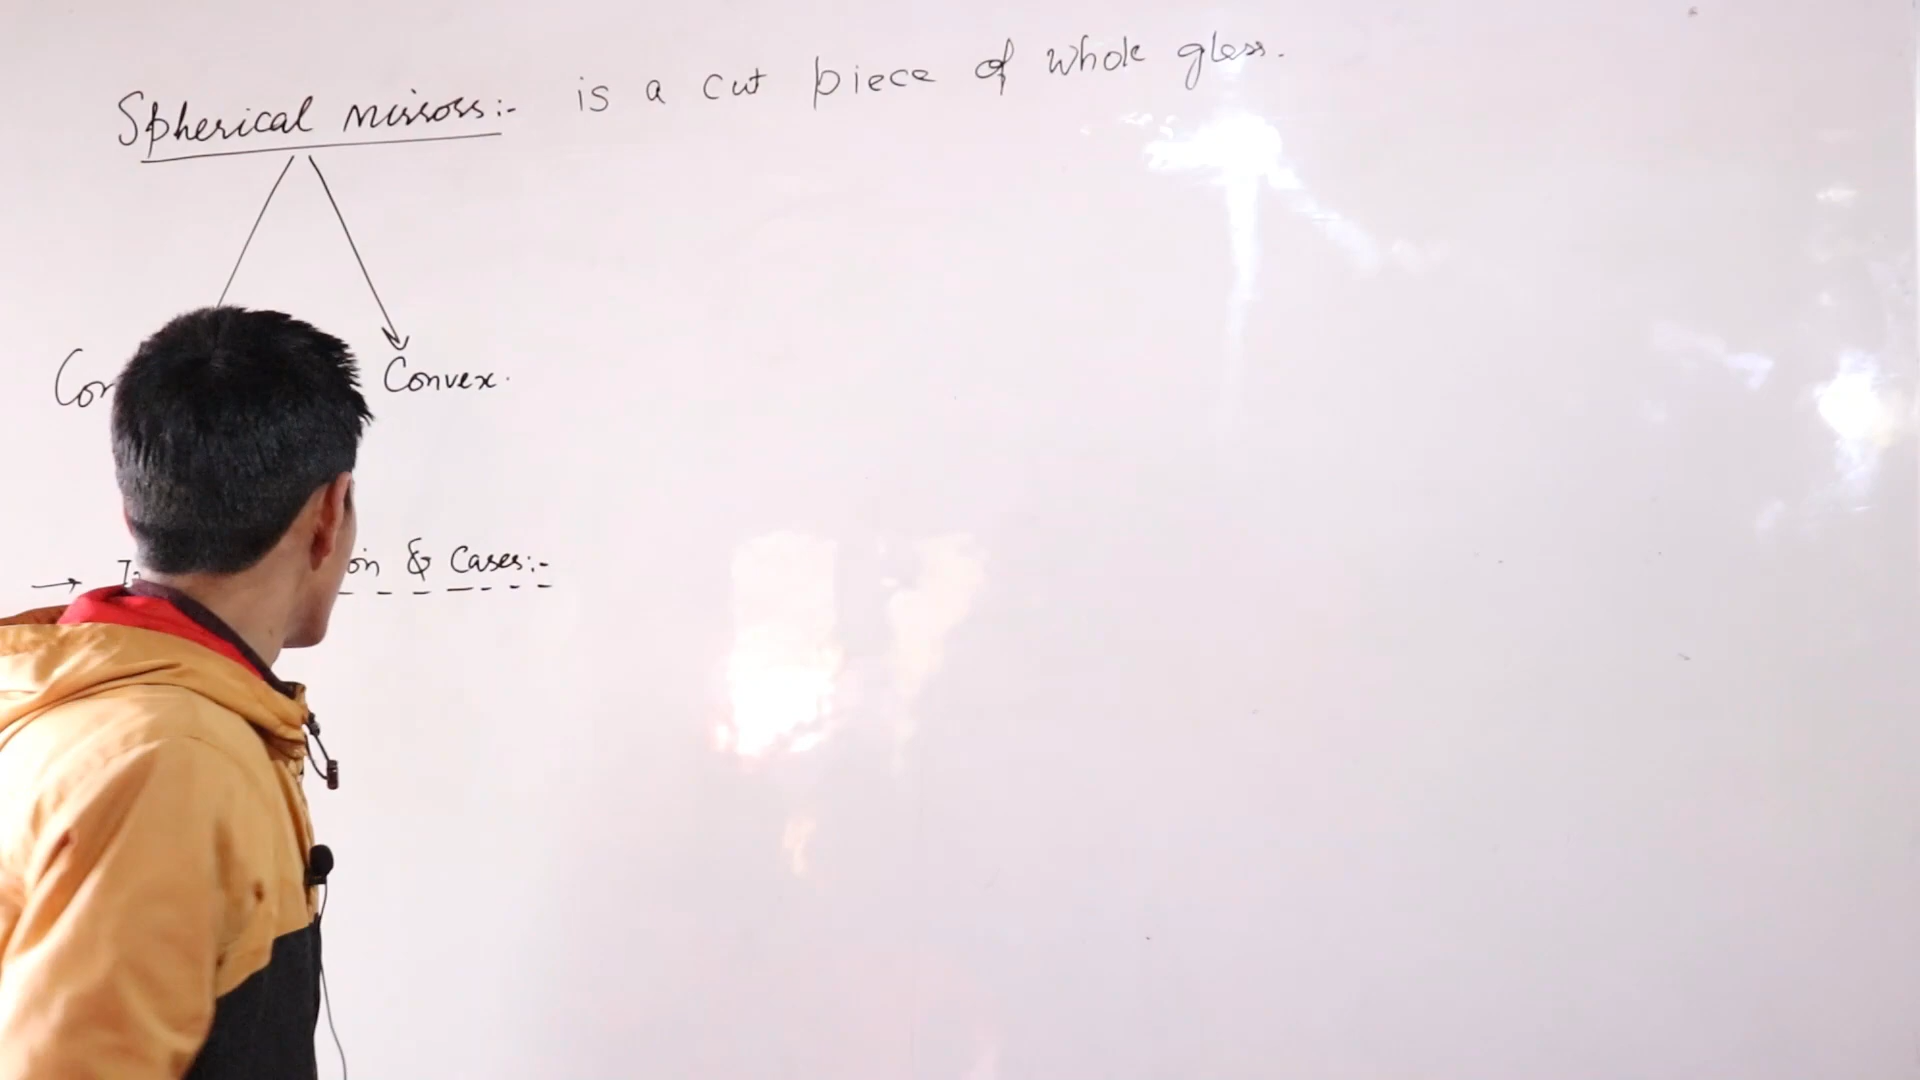 Spherical mirrors:- is a cut piece of whole glass.
Convex.
& Cases:-